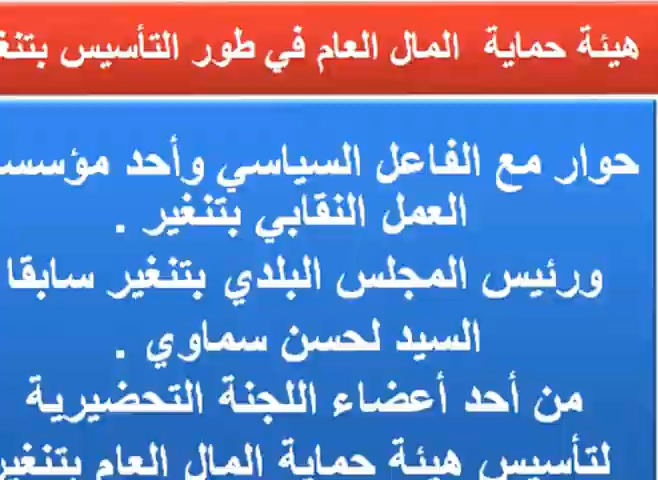 هيئة حماية المال العام في طور التأسيس بتنغ
حوار مع الفاعل السياسي وأحد مؤسس
العمل النقابي بتنغير .
ورئيس المجلس البلدي بتنغير سابقا
السيد لحسن سماوي .
من أحد أعضاء اللجنة التحضيرية
لتأسيس هيئة حماية المال العام بتنغير